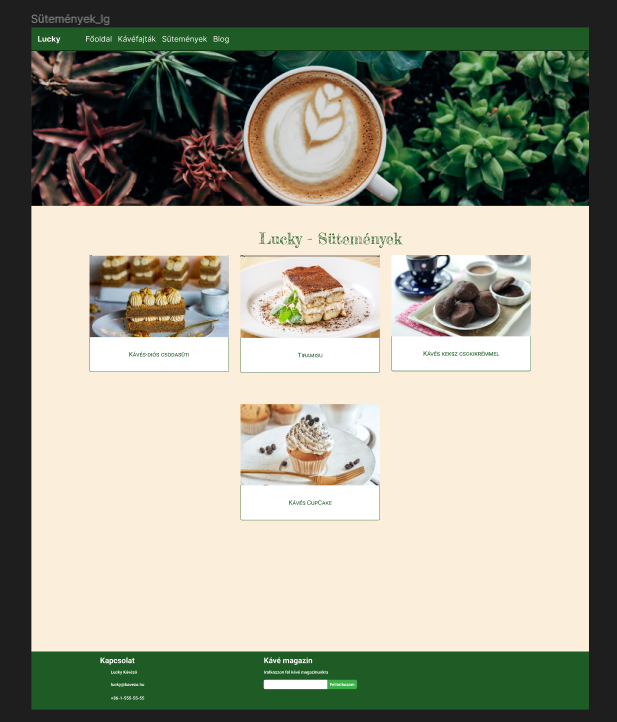 Sütemények_lg
Lucky Főoldal Kávéfajták Sütemények Blog
Lucky - Sütemények
Kávés-diós csodasüti
Tiramisu
Kávés keksz csokikrémmel
Kávés CupCake
Kapcsolat
Lucky Kávézó
lucky@kavezo.hu
+36-1-555-55-55
Kávé magazin
Iratkozzon fel kávé magazinunkra
Feliratkozás